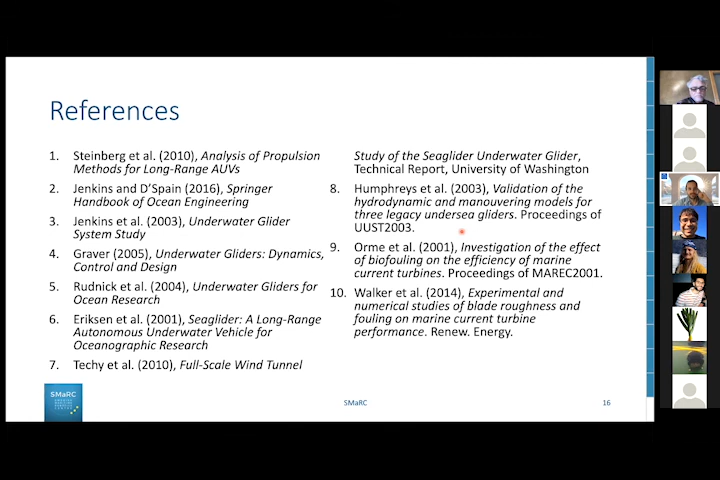 References
1. Steinberg et al. (2010), Analysis of Propulsion
Methods for Long-Range AUVs
2. Jenkins and D'Spain (2016), Springer
Handbook of Ocean Engineering
3. Jenkins et al. (2003), Underwater Glider
System Study
4. Graver (2005), Underwater Gliders: Dynamics,
Control and Design
5. Rudnick et al. (2004), Underwater Gliders for
Ocean Research
6. Eriksen et al. (2001), Seaglider: A Long-Range
Autonomous Underwater Vehicle for
Oceanographic Research
7. Techy et al. (2010), Full-Scale Wind Tunnel
Study of the Seaglider Underwater Glider,
Technical Report, University of Washington
8. Humphreys et al. (2003), Validation of the
hydrodynamic and manouvering models for
three legacy undersea gliders. Proceedings of
UUST2003.
9. Orme et al. (2001), Investigation of the effect
of biofouling on the efficiency of marine
current turbines. Proceedings of MAREC2001.
10. Walker et al. (2014), Experimental and
numerical studies of blade roughness and
fouling on marine current turbine
performance. Renew. Energy.
SMaRC
SMaRC
16